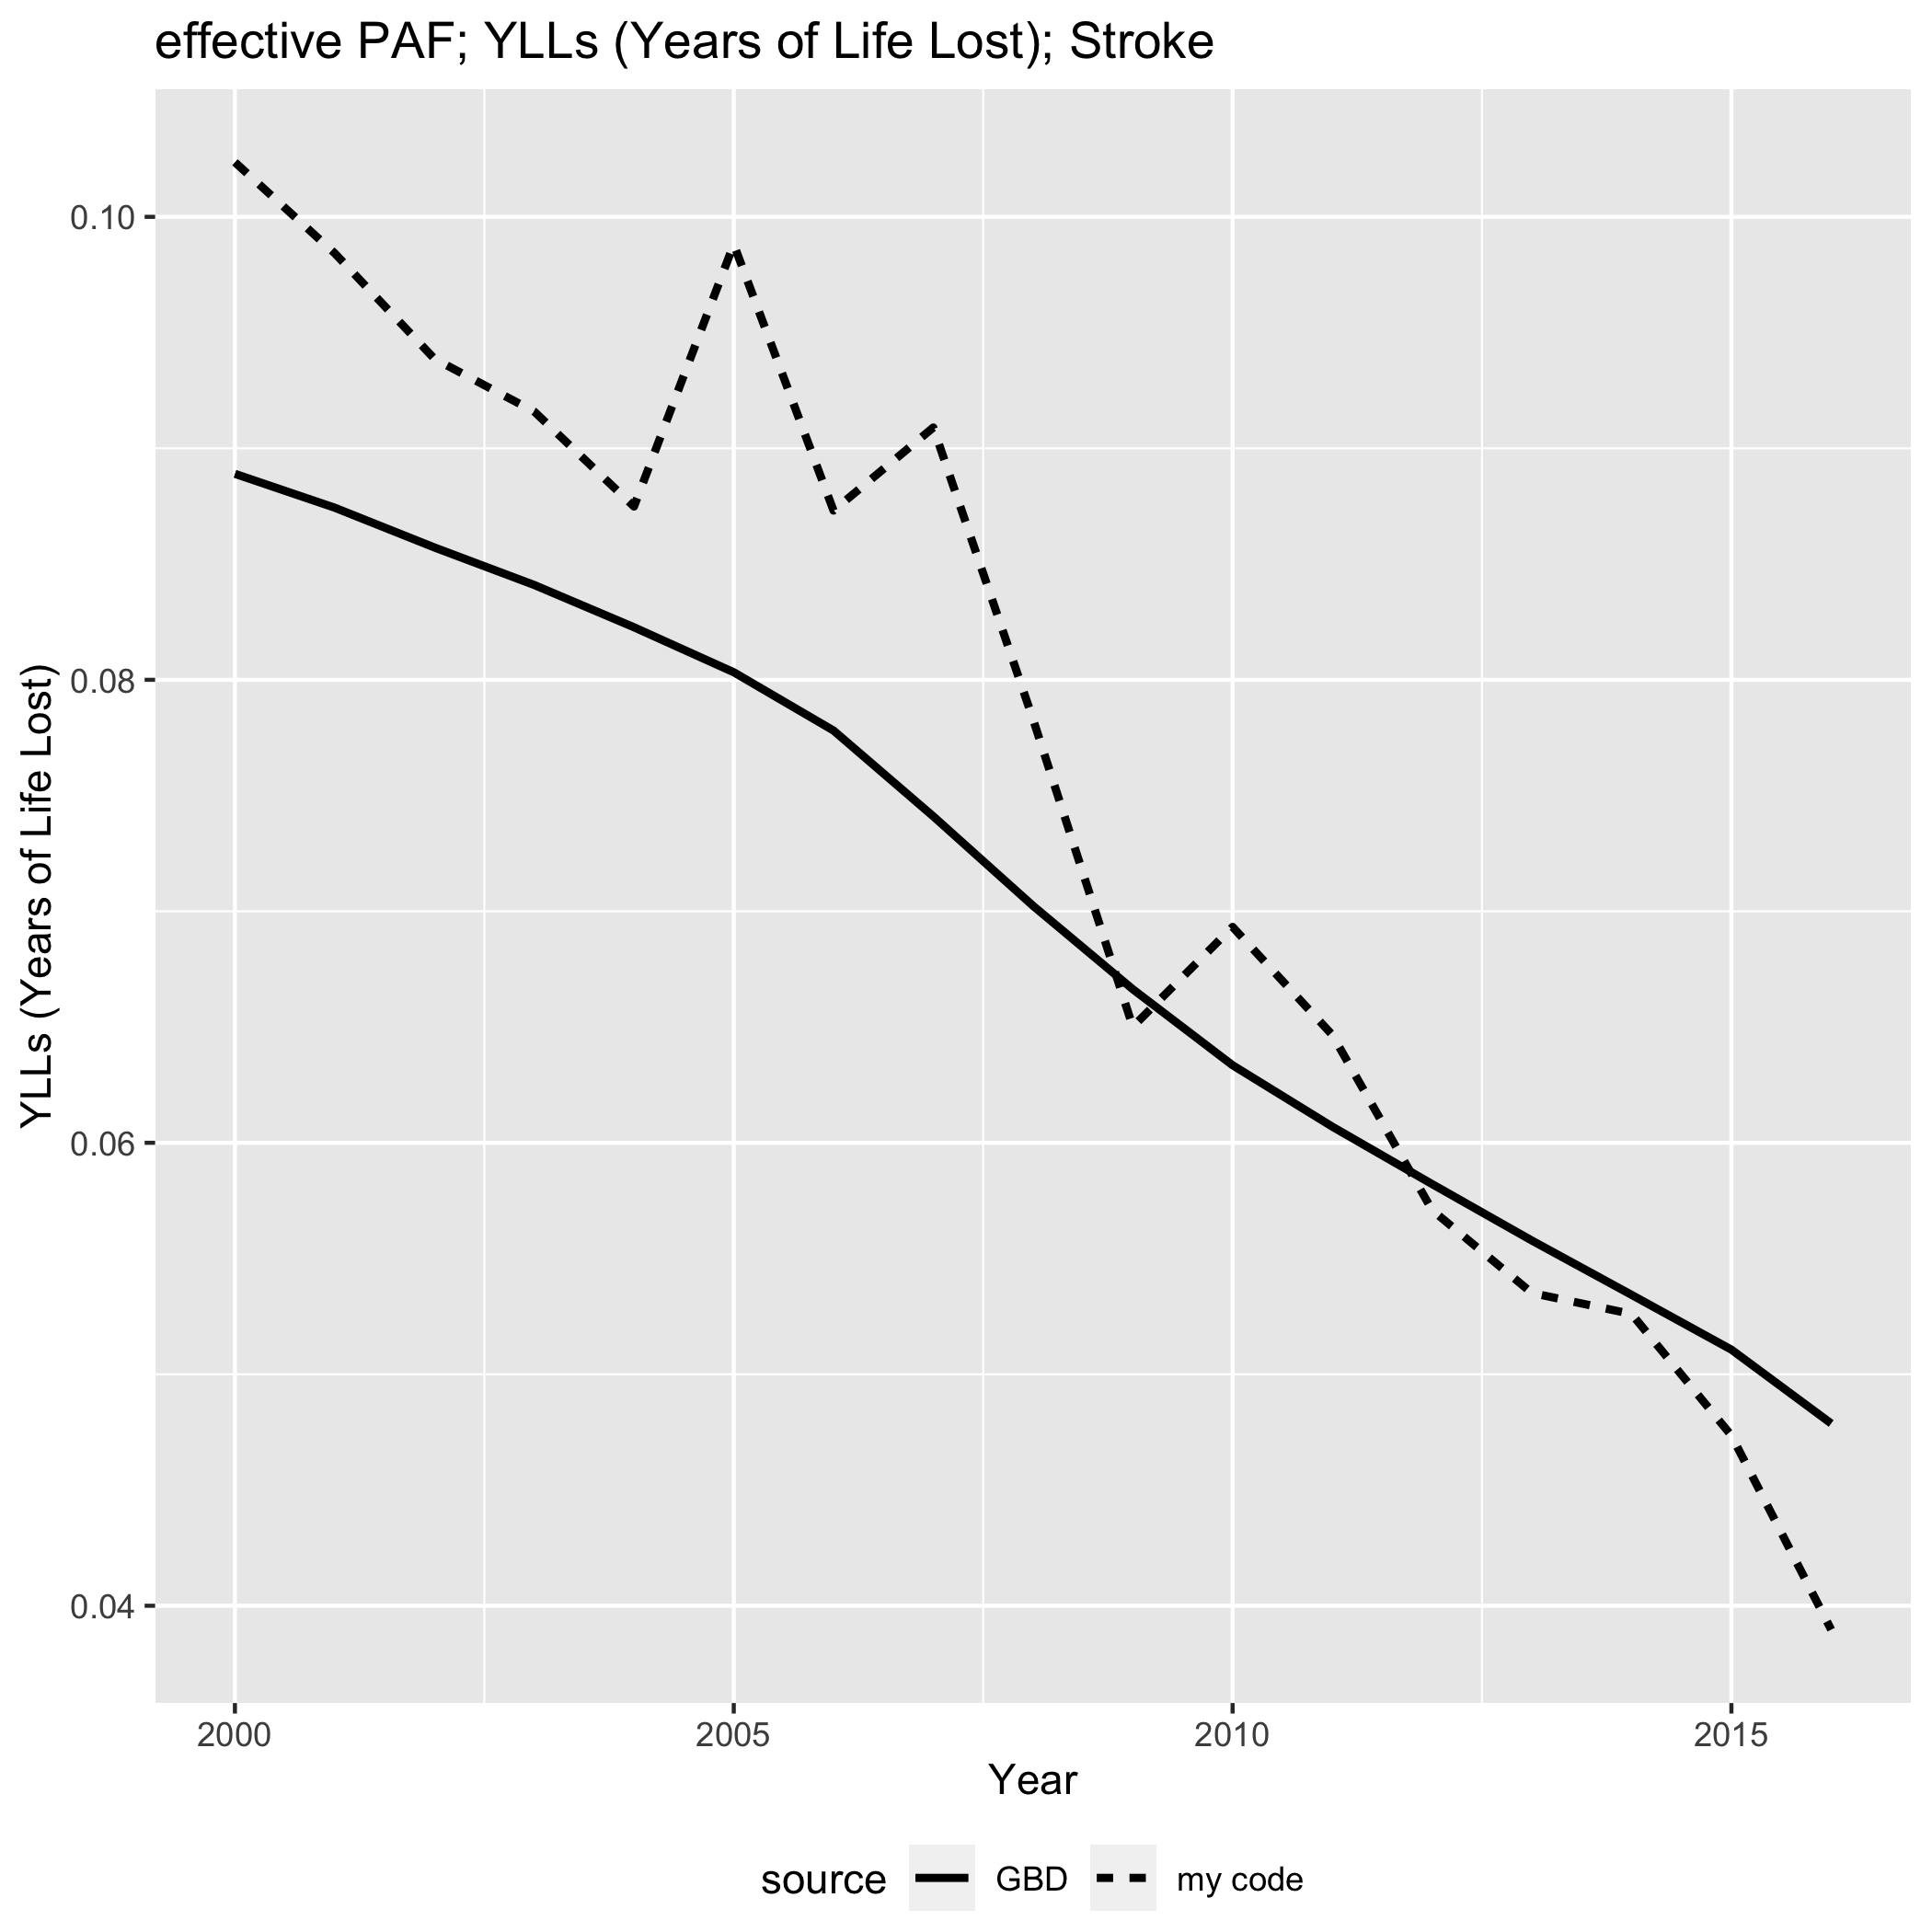 effective PAF; YLLs (Years of Life Lost); Stroke
YLLs (Years of Life Lost)
0.10
0.08
0.06
0.04
2000 2005 2010 2015
Year
source GBD my code